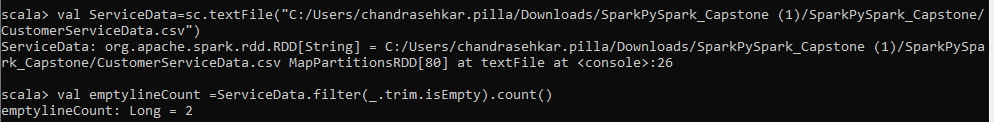 scala> val ServiceData=sc.textFile("C:/Users/chandrasehkar.pilla/Downloads/SparkPySpark_Capstone (1)/SparkPySpark_Capstone/
CustomerServiceData.csv")
ServiceData: org.apache.spark.rdd.RDD[String] = C:/Users/chandrasehkar.pilla/Downloads/SparkPySpark_Capstone (1)/SparkPySpa
rk_Capstone/CustomerServiceData.csv MapPartitionsRDD[80] at textFile at <console>:26
scala> val emptylineCount =ServiceData.filter(_.trim.isEmpty).count()
emptylineCount: Long = 2